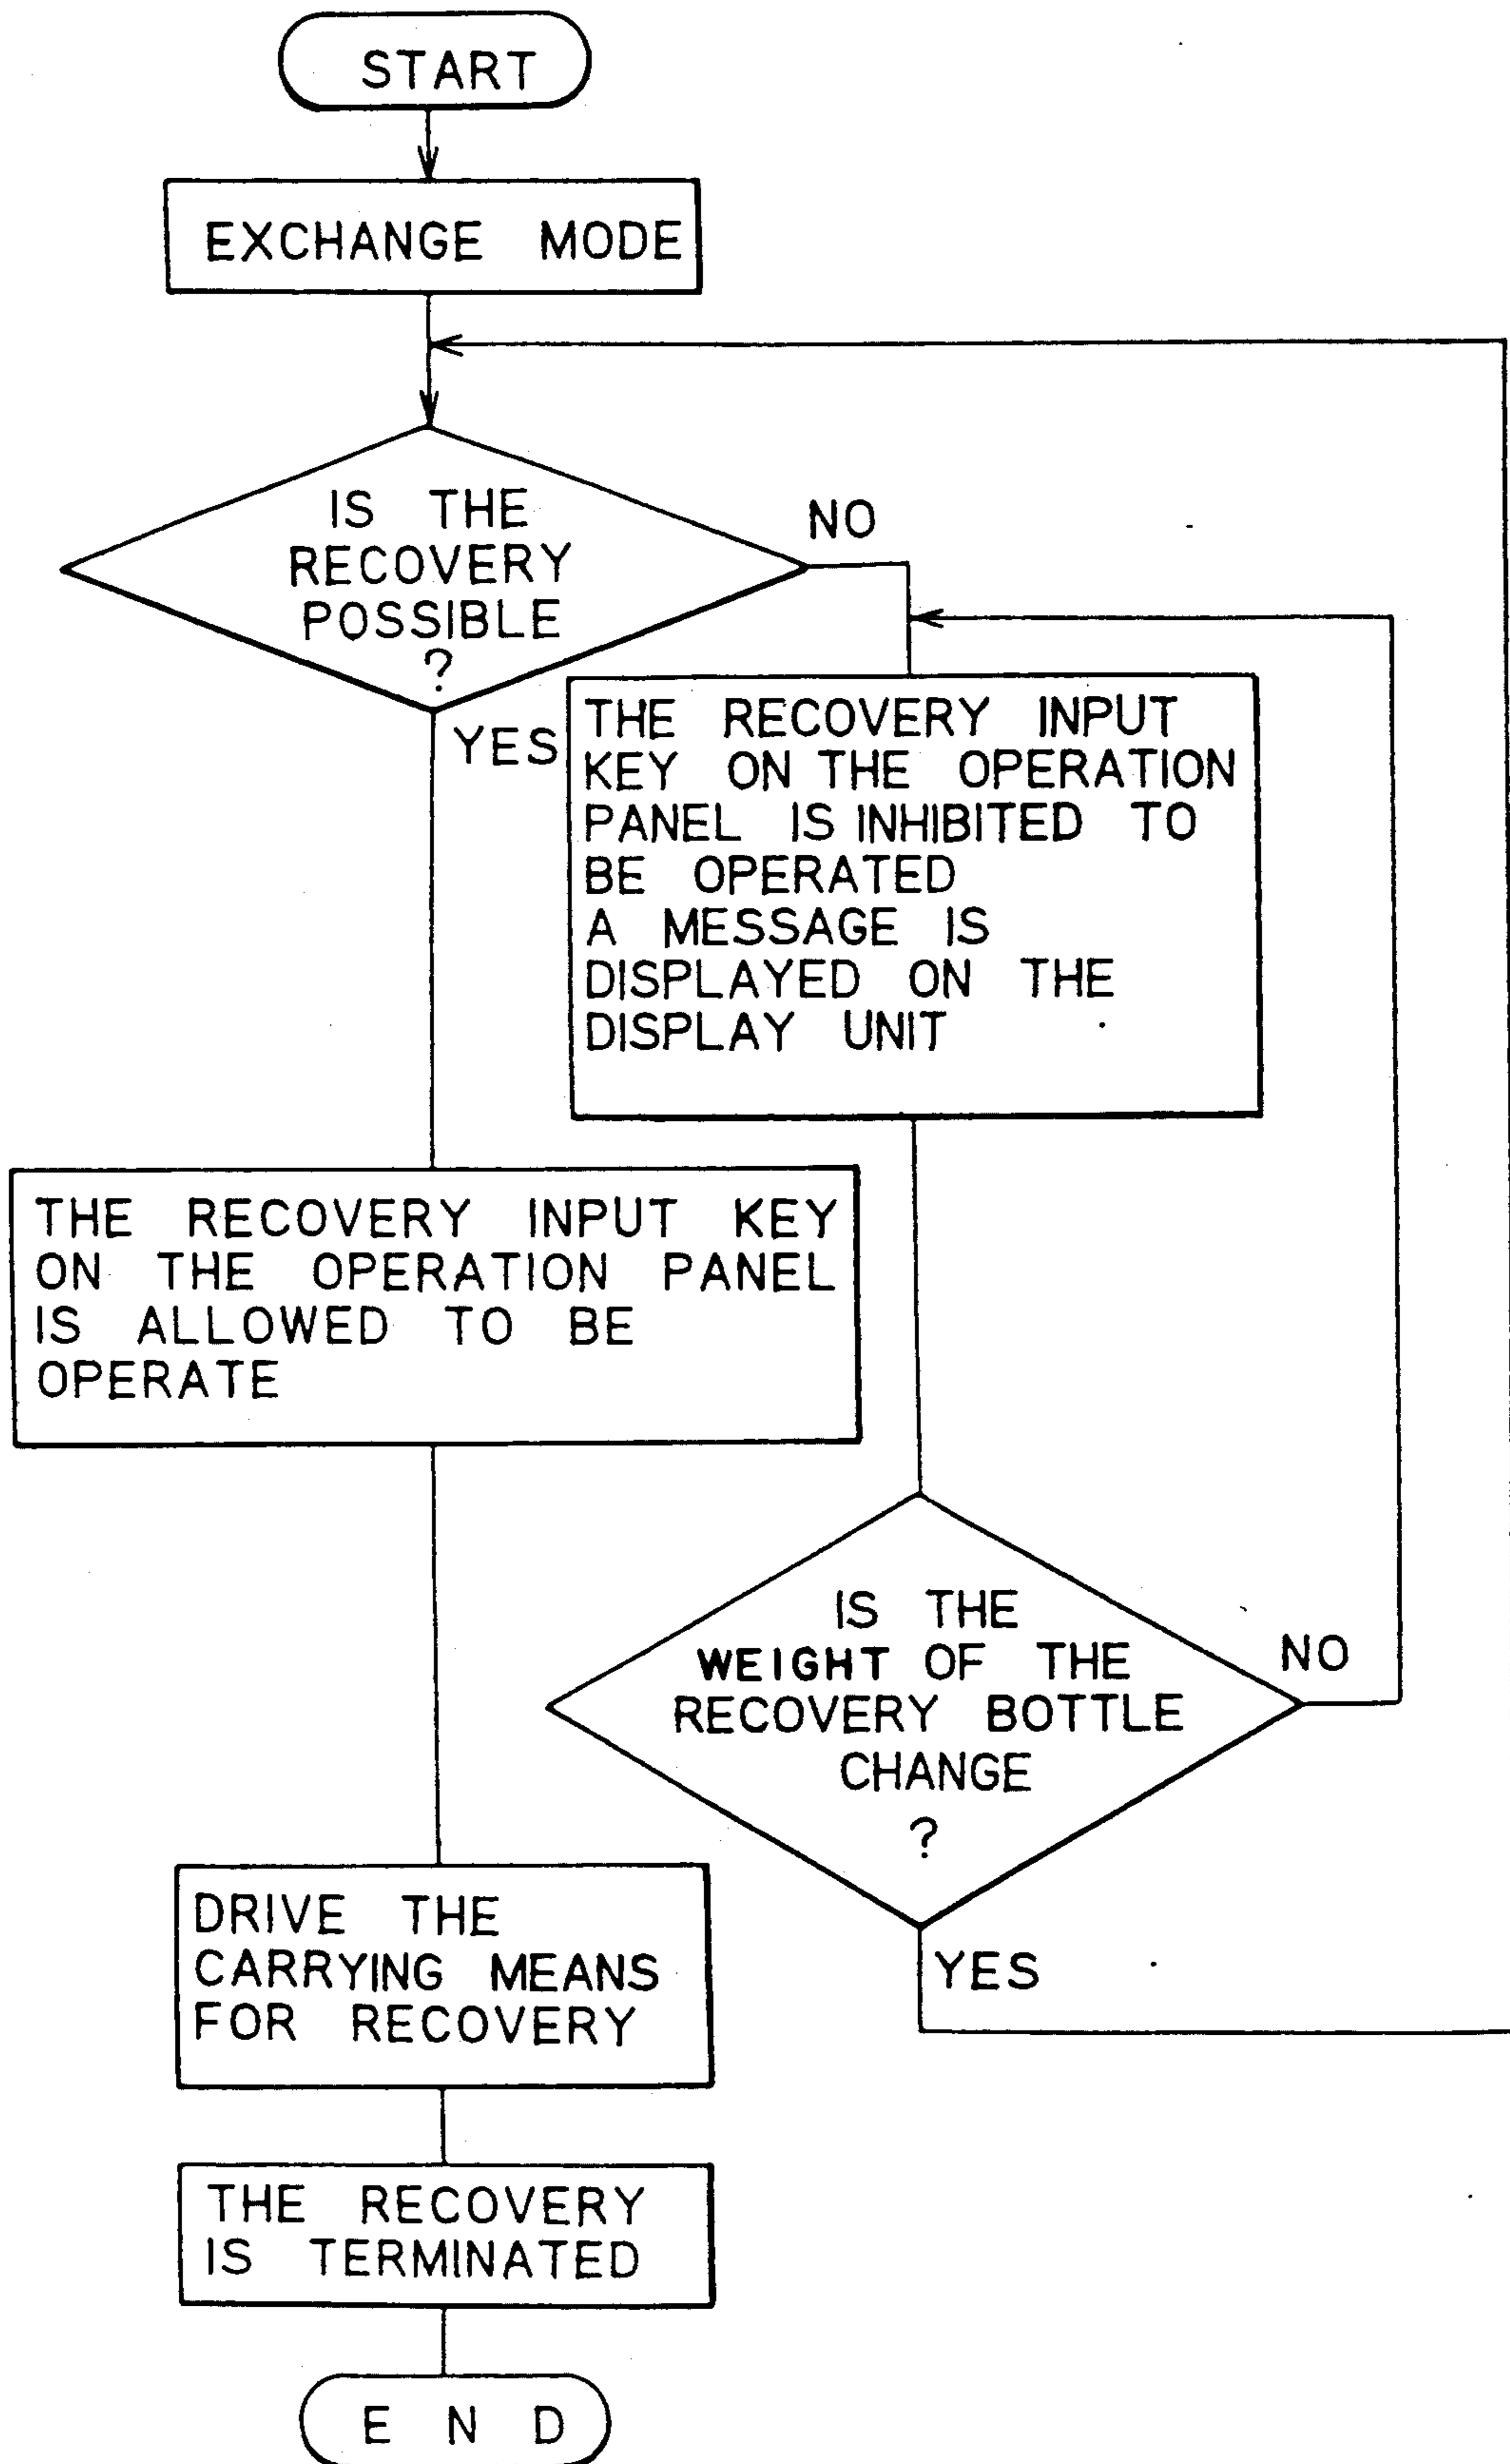 START
EXCHANGE MODE
IS THE
RECOVERY
POSSIBLE
?
NO
YES
THE RECOVERY INPUT
KEY ON THE OPERATION
PANEL IS INHIBITED TO
BE OPERATED
A MESSAGE IS
DISPLAYED ON THE
DISPLAY UNIT
THE RECOVERY INPUT KEY
ON THE OPERATION PANEL
IS ALLOWED TO BE
OPERATE
IS THE
WEIGHT OF THE
RECOVERY BOTTLE
CHANGE
?
NO
YES
DRIVE THE
CARRYING MEANS
FOR RECOVERY
THE RECOVERY
IS TERMINATED
E N D